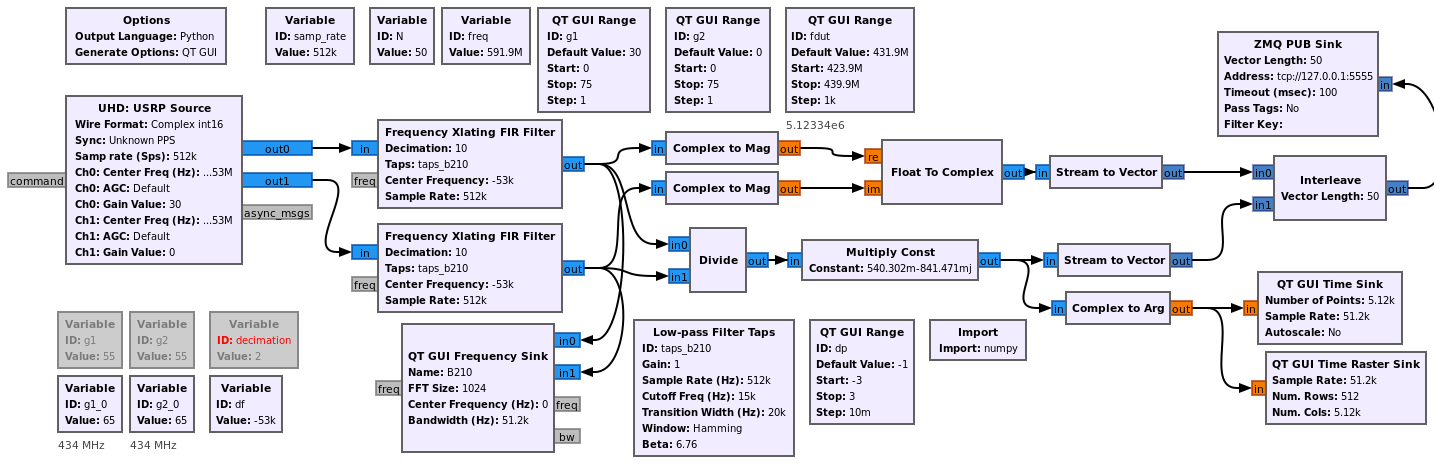 Options
Output Language: Python
Generate Options: QT GUI
Variable
ID: samp_rate
Value: 512k
Variable
ID: N
Value: 50
Variable
ID: freq
Value: 591.9M
QT GUI Range
ID: g1
Default Value: 30
Start: 0
Stop: 75
Step: 1
QT GUI Range
ID: g2
Default Value: 0
Start: 0
Stop: 75
Step: 1
QT GUI Range
ID: fdut
Default Value: 431.9M
Start: 423.9M
Stop: 439.9M
Step: 1k
5.12334e6
ZMQ PUB Sink
Vector Length: 50
Address: tcp://127.0.0.1:5555
Timeout (msec): 100
Pass Tags: No
Filter Key:
in
UHD: USRP Source
Wire Format: Complex int16
Sync: Unknown PPS
Samp rate (Sps): 512k
Ch0: Center Freq (Hz): ...53M
Ch0: AGC: Default
Ch0: Gain Value: 30
Ch1: Center Freq (Hz): ...53M
Ch1: AGC: Default
Ch1: Gain Value: 0
command
out0
out1
async_msgs
Frequency Xlating FIR Filter
Decimation: 10
Taps: taps_b210
Center Frequency: -53k
Sample Rate: 512k
in
freq
out
Frequency Xlating FIR Filter
Decimation: 10
Taps: taps_b210
Center Frequency: -53k
Sample Rate: 512k
in
freq
out
in
Complex to Mag
out
in
Complex to Mag
out
re
im
Float To Complex
out
in
Stream to Vector
out
in0
in1
Interleave
Vector Length: 50
out
in0
in1
Divide
out
in
Multiply Const
Constant: 540.302m-841.471mj
out
in
Stream to Vector
out
in
Complex to Arg
out
in
QT GUI Time Sink
Number of Points: 5.12k
Sample Rate: 51.2k
Autoscale: No
in
QT GUI Time Raster Sink
Sample Rate: 51.2k
Num. Rows: 512
Num. Cols: 5.12k
Variable
ID: g1
Value: 55
Variable
ID: g2
Value: 55
Variable
ID: decimation
Value: 2
Variable
ID: g1_0
Value: 65
434 MHz
Variable
ID: g2_0
Value: 65
434 MHz
Variable
ID: df
Value: -53k
QT GUI Frequency Sink
Name: B210
FFT Size: 1024
Center Frequency (Hz): 0
Bandwidth (Hz): 51.2k
freq
in0
in1
freq
bw
Low-pass Filter Taps
ID: taps_b210
Gain: 1
Sample Rate (Hz): 512k
Cutoff Freq (Hz): 15k
Transition Width (Hz): 20k
Window: Hamming
Beta: 6.76
QT GUI Range
ID: dp
Default Value: -1
Start: -3
Stop: 3
Step: 10m
Import
Import: numpy